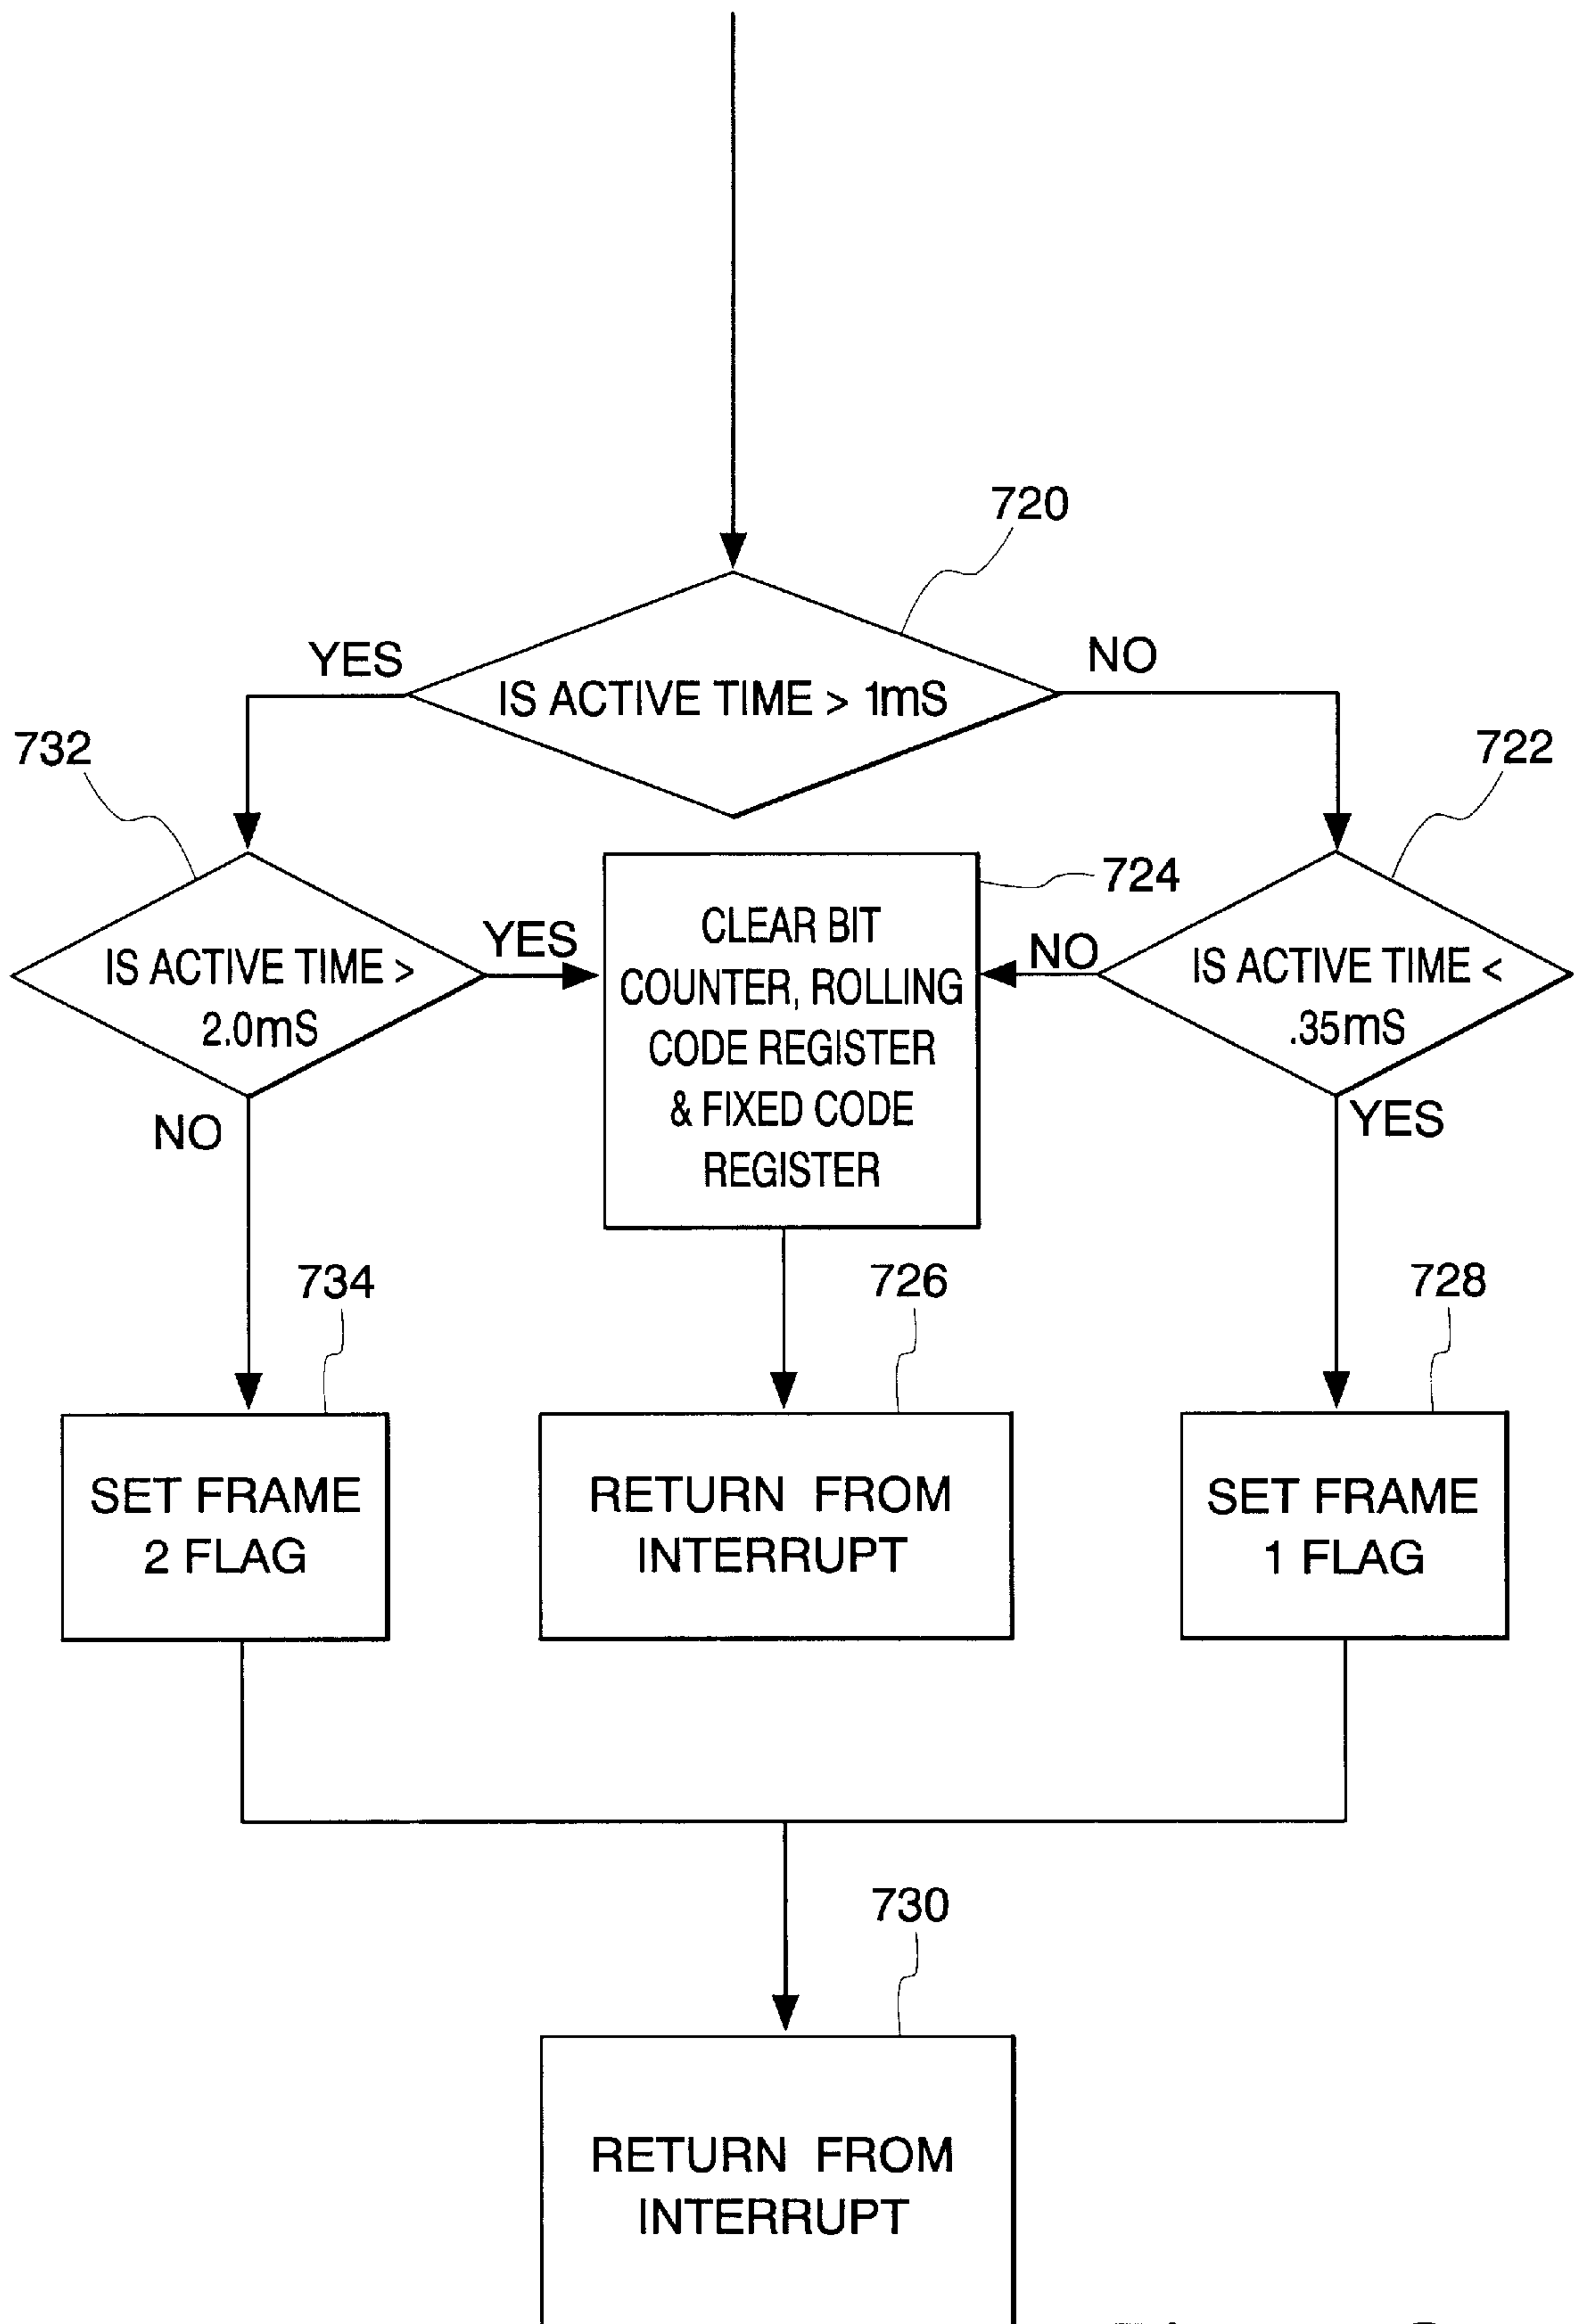 720
YES
NO
IS ACTIVE TIME > 1mS
732
722
724
IS ACTIVE TIME >
2.0mS
YES
CLEAR BIT
COUNTER, ROLLING
CODE REGISTER
& FIXED CODE
REGISTER
NO
IS ACTIVE TIME <
.35mS
NO
YES
734
726
728
SET FRAME
2 FLAG
RETURN FROM
INTERRUPT
SET FRAME
1 FLAG
730
RETURN FROM
INTERRUPT